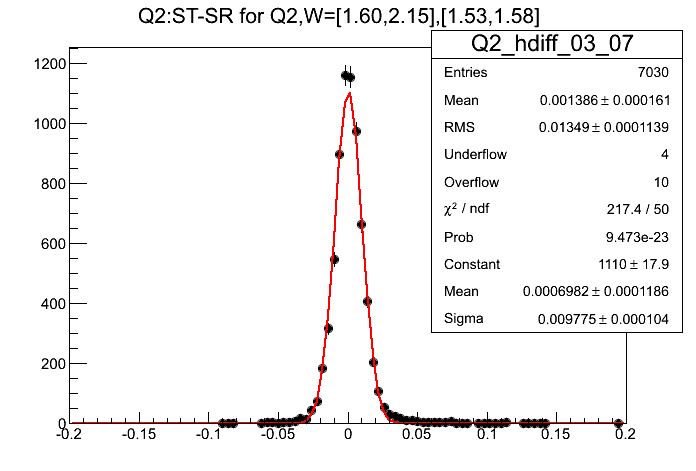 Q2:ST-SR for Q2,W=[1.60,2.15],[1.53,1.58]
Q2_hdiff_03_07
Entries 7030
Mean 0.001386 ± 0.000161
RMS 0.01349 ± 0.0001139
Underflow 4
Overflow 10
χ² / ndf 217.4 / 50
Prob 9.473e-23
Constant 1110 ± 17.9
Mean 0.0006982 ± 0.0001186
Sigma 0.009775 ± 0.000104
1200
1000
800
600
400
200
0
-0.2 -0.15 -0.1 -0.05 0 0.05 0.1 0.15 0.2